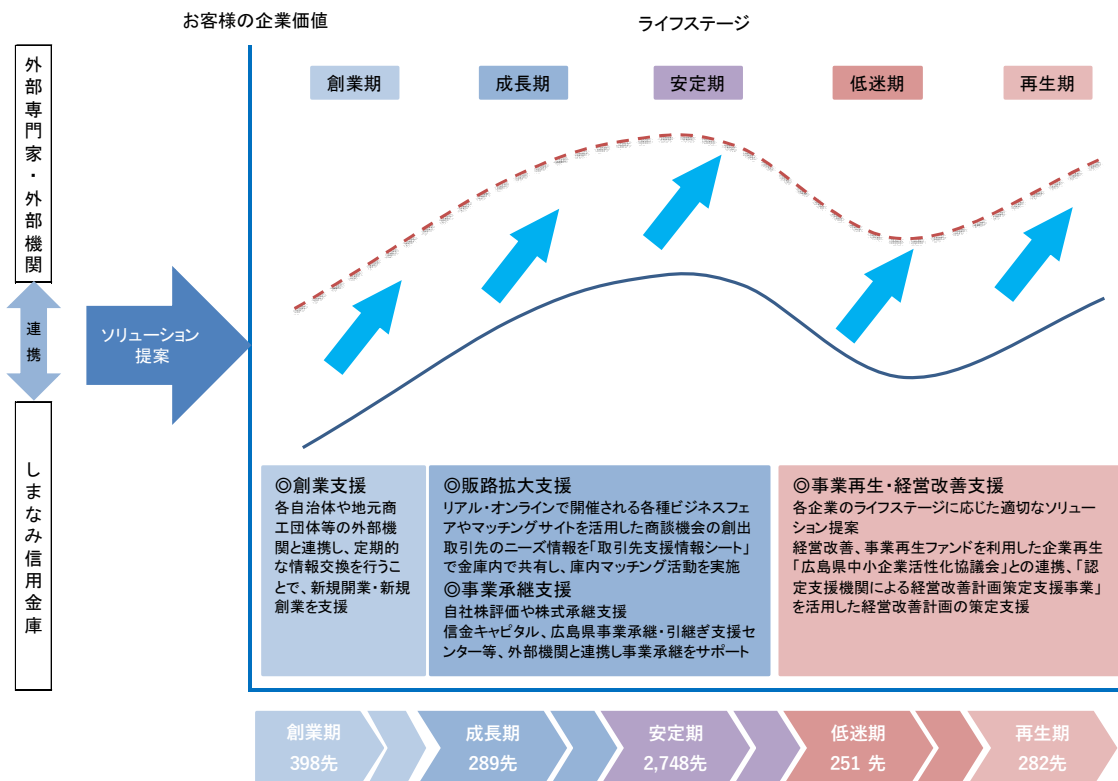 お客様の企業価値
ライフステージ
外部専門家・外部機関
連携
しまなみ信用金庫
ソリューション
提案
創業期
成長期
安定期
低迷期
再生期
◎創業支援
各自治体や地元商
工団体等の外部機
関と連携し、定期的
な情報交換を行うこ
とで、新規開業・新規
創業を支援
◎販路拡大支援
リアル・オンラインで開催される各種ビジネスフェ
アやマッチングサイトを活用した商談機会の創出
取引先のニーズ情報を「取引先支援情報シート」
で金庫内で共有し、庫内マッチング活動を実施
◎事業承継支援
自社株評価や株式承継支援
信金キャピタル、広島県事業承継・引継ぎ支援セ
ンター等、外部機関と連携し事業承継をサポート
◎事業再生・経営改善支援
各企業のライフステージに応じた適切なソリュー
ション提案
経営改善、事業再生ファンドを利用した企業再生
「広島県中小企業活性化協議会」との連携、「認
定支援機関による経営改善計画策定支援事業」
を活用した経営改善計画の策定支援
創業期
398先
成長期
289先
安定期
2,748先
低迷期
251 先
再生期
282先